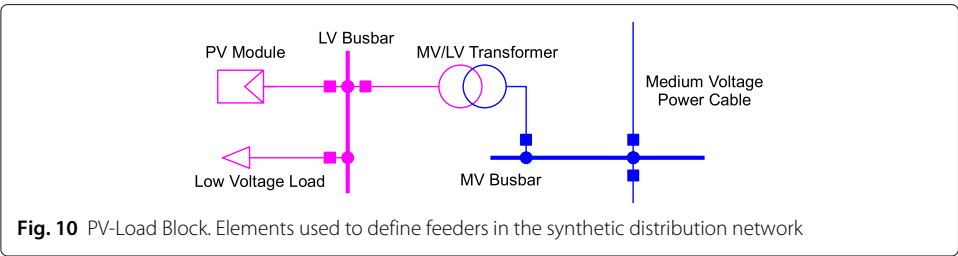 LV Busbar
PV Module
MV/LV Transformer
Medium Voltage
Power Cable
Low Voltage Load
MV Busbar
Fig. 10 PV-Load Block. Elements used to define feeders in the synthetic distribution network